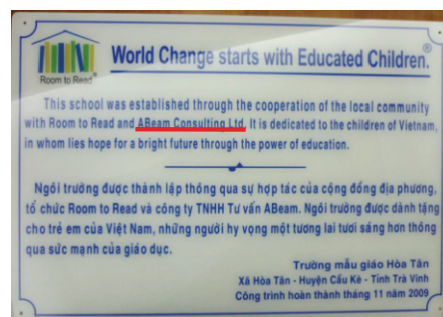 Room to Read®
World Change starts with Educated Children.®
This school was established through the cooperation of the local community
with Room to Read and ABeam Consulting Ltd. It is dedicated to the children of Vietnam,
in whom lies hope for a bright future through the power of education.
Ngôi trường được thành lập thông qua sự hợp tác của cộng đồng địa phương,
tổ chức Room to Read và công ty TNHH Tư vấn ABeam. Ngôi trường được dành tặng
cho trẻ em của Việt Nam, những người hy vọng một tương lai tươi sáng hơn thông
qua sức mạnh của giáo dục.
Trường mẫu giáo Hòa Tân
Xã Hòa Tân - Huyện Cầu Kè - Tỉnh Trà Vinh
Công trình hoàn thành tháng 11 năm 2009